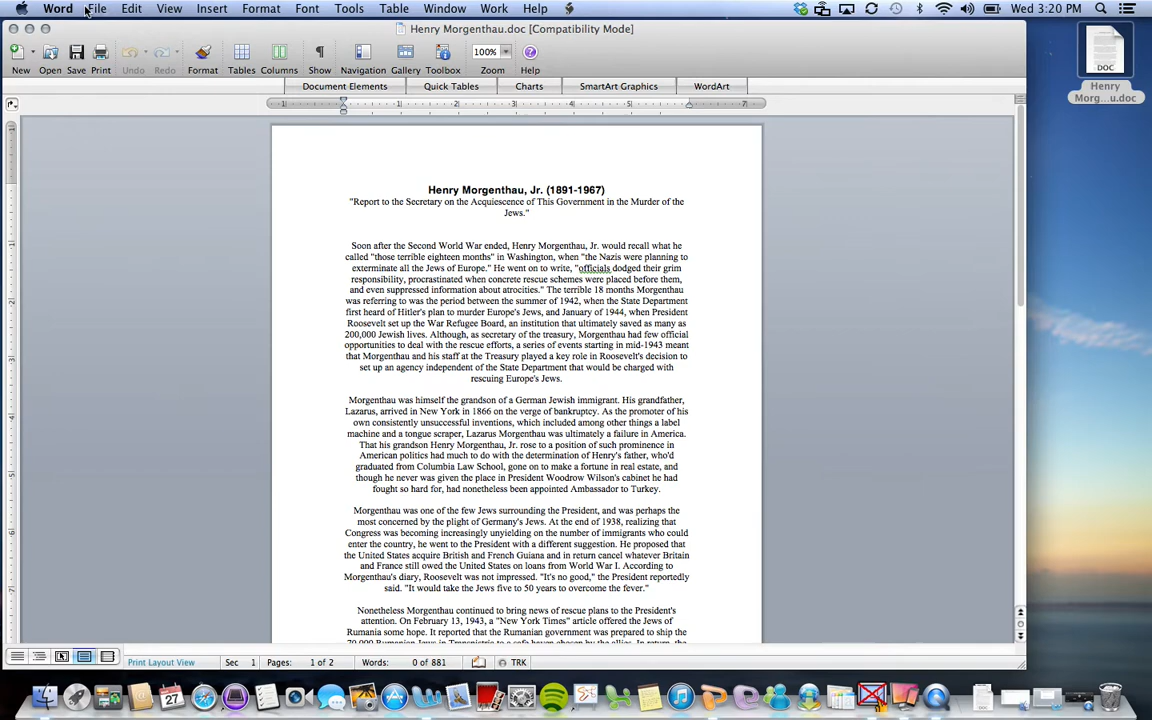 Word File Edit View Insert Format Font Tools Table Window Work Help Wed 3:20 PM
Henry Morgenthau.doc [Compatibility Mode]
New Open Save Print Undo Redo Format Tables Columns Show Navigation Gallery Toolbox 100% Zoom Help
Document Elements Quick Tables Charts SmartArt Graphics WordArt
DOC
Henry
Morg...u.doc
Henry Morgenthau, Jr. (1891-1967)
"Report to the Secretary on the Acquiescence of This Government in the Murder of the
Jews."
Soon after the Second World War ended, Henry Morgenthau, Jr. would recall what he
called "those terrible eighteen months" in Washington, when "the Nazis were planning to
exterminate all the Jews of Europe." He went on to write, "officials dodged their grim
responsibility, procrastinated when concrete rescue schemes were placed before them,
and even suppressed information about atrocities." The terrible 18 months Morgenthau
was referring to was the period between the summer of 1942, when the State Department
first heard of Hitler's plan to murder Europe's Jews, and January of 1944, when President
Roosevelt set up the War Refugee Board, an institution that ultimately saved as many as
200,000 Jewish lives. Although, as secretary of the treasury, Morgenthau had few official
opportunities to deal with the rescue efforts, a series of events starting in mid-1943 meant
that Morgenthau and his staff at the Treasury played a key role in Roosevelt's decision to
set up an agency independent of the State Department that would be charged with
rescuing Europe's Jews.
Morgenthau was himself the grandson of a German Jewish immigrant. His grandfather,
Lazarus, arrived in New York in 1866 on the verge of bankruptcy. As the promoter of his
own consistently unsuccessful inventions, which included among other things a label
machine and a tongue scraper, Lazarus Morgenthau was ultimately a failure in America.
That his grandson Henry Morgenthau, Jr. rose to a position of such prominence in
American politics had much to do with the determination of Henry's father, who'd
graduated from Columbia Law School, gone on to make a fortune in real estate, and
though he never was given the place in President Woodrow Wilson's cabinet he had
fought so hard for, had nonetheless been appointed Ambassador to Turkey.
Morgenthau was one of the few Jews surrounding the President, and was perhaps the
most concerned by the plight of Germany's Jews. At the end of 1938, realizing that
Congress was becoming increasingly unyielding on the number of immigrants who could
enter the country, he went to the President with a different suggestion. He proposed that
the United States acquire British and French Guiana and in return cancel whatever Britain
and France still owed the United States on loans from World War I. According to
Morgenthau's diary, Roosevelt was not impressed. "It's no good," the President reportedly
said. "It would take the Jews five to 50 years to overcome the fever."
Nonetheless Morgenthau continued to bring news of rescue plans to the President's
attention. On February 13, 1943, a "New York Times" article offered the Jews of
Rumania some hope. It reported that the Rumanian government was prepared to ship the
70,000 Rumanian Jews in Transnistria to a safe haven chosen by the allies. In return, the
Print Layout View Sec 1 Pages: 1 of 2 Words: 0 of 881 TRK